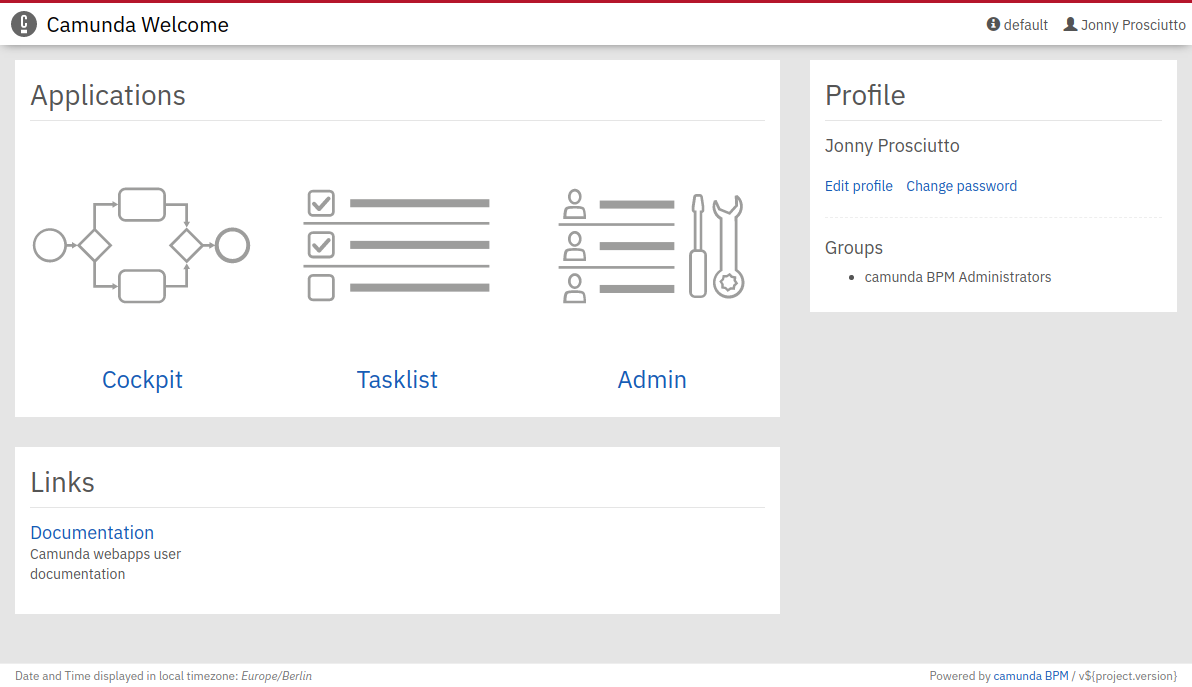 Camunda Welcome
default
Jonny Prosciutto
Applications
Cockpit
Tasklist
Admin
Profile
Jonny Prosciutto
Edit profile
Change password
Groups
camunda BPM Administrators
Links
Documentation
Camunda webapps user
documentation
Date and Time displayed in local timezone: Europe/Berlin
Powered by camunda BPM / v${project.version}